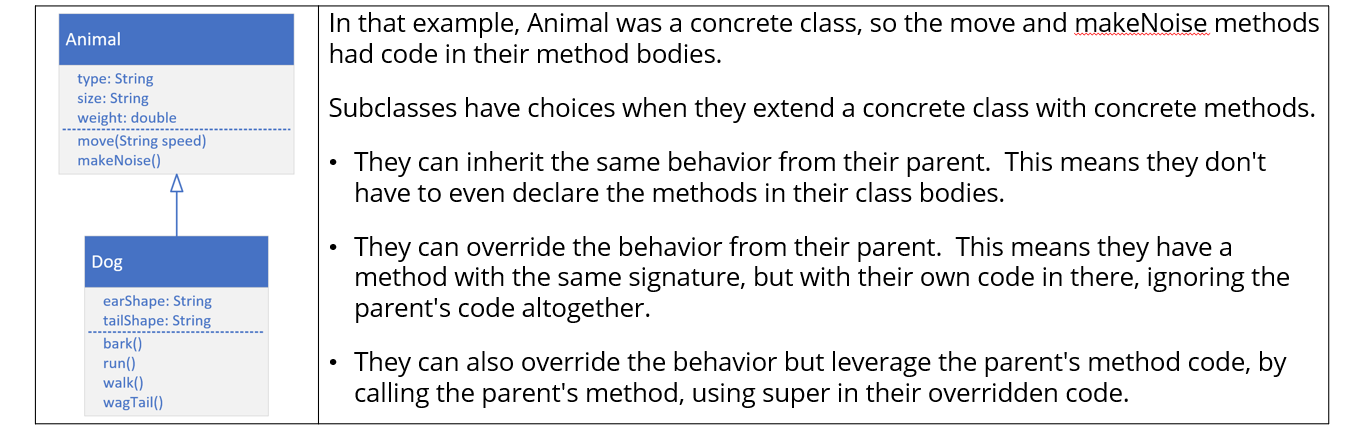 Animal
type: String
size: String
weight: double
move(String speed)
makeNoise()
Dog
earShape: String
tailShape: String
bark()
run()
walk()
wagTail()
In that example, Animal was a concrete class, so the move and makeNoise methods
had code in their method bodies.
Subclasses have choices when they extend a concrete class with concrete methods.
• They can inherit the same behavior from their parent.  This means they don't
have to even declare the methods in their class bodies.
• They can override the behavior from their parent.  This means they have a
method with the same signature, but with their own code in there, ignoring the
parent's code altogether.
• They can also override the behavior but leverage the parent's method code, by
calling the parent's method, using super in their overridden code.